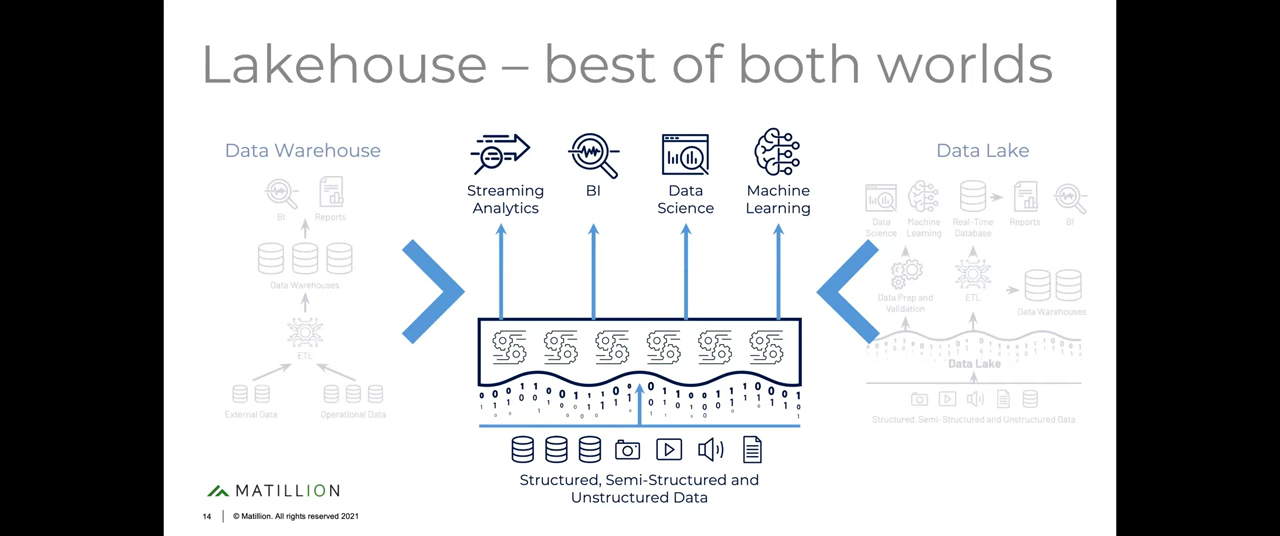 Lakehouse – best of both worlds
Data Warehouse
BI
Reports
Data Warehouses
ETL
External Data
Operational Data
Streaming
Analytics
BI
Data
Science
Machine
Learning
Structured, Semi-Structured and
Unstructured Data
Data Lake
Data
Science
Machine
Learning
Real-Time
Database
Reports
BI
Data Prep and
Validation
ETL
Data Warehouses
Data Lake
Structured, Semi-Structured and Unstructured Data
MATILLION
14
© Matillion. All rights reserved 2021